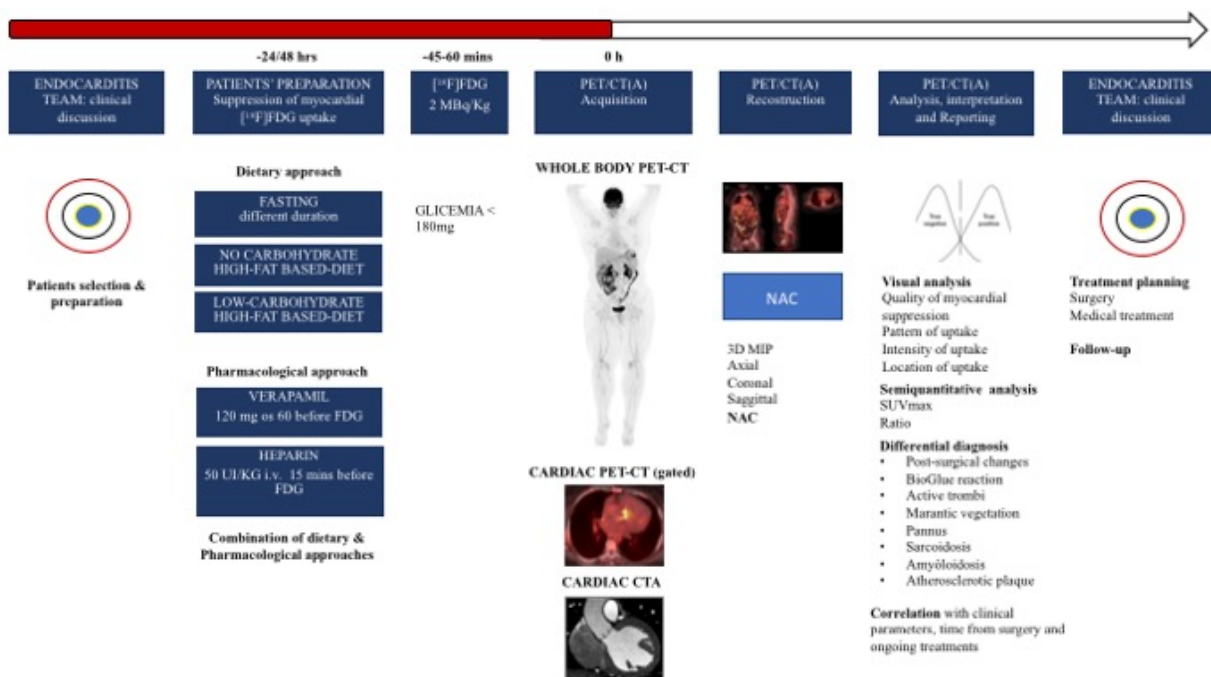 -24/48 hrs
-45-60 mins
0 h
ENDOCARDITIS
TEAM: clinical
discussion
PATIENTS' PREPARATION
Suppression of myocardial
[¹⁸F]FDG uptake
[¹⁸F]FDG
2 MBq/Kg
PET/CT(A)
Acquisition
PET/CT(A)
Recostruction
PET/CT(A)
Analysis, interpretation
and Reporting
ENDOCARDITIS
TEAM: clinical
discussion
Patients selection &
preparation
Dietary approach
FASTING
different duration
NO CARBOHYDRATE
HIGH-FAT BASED-DIET
LOW-CARBOHYDRATE
HIGH-FAT BASED-DIET
Pharmacological approach
VERAPAMIL
120 mg os 60 before FDG
HEPARIN
50 UI/KG i.v. 15 mins before
FDG
Combination of dietary &
Pharmacological approaches
GLICEMIA <
180mg
WHOLE BODY PET-CT
CARDIAC PET-CT (gated)
CARDIAC CTA
NAC
3D MIP
Axial
Coronal
Saggittal
NAC
True
negative
True
positive
Visual analysis
Quality of myocardial
suppression
Pattern of uptake
Intensity of uptake
Location of uptake
Semiquantitative analysis
SUVmax
Ratio
Differential diagnosis
• Post-surgical changes
• BioGlue reaction
• Active trombi
• Marantic vegetation
• Pannus
• Sarcoidosis
• Amyöloidosis
• Atherosclerotic plaque
Correlation with clinical
parameters, time from surgery and
ongoing treatments
Treatment planning
Surgery
Medical treatment
Follow-up